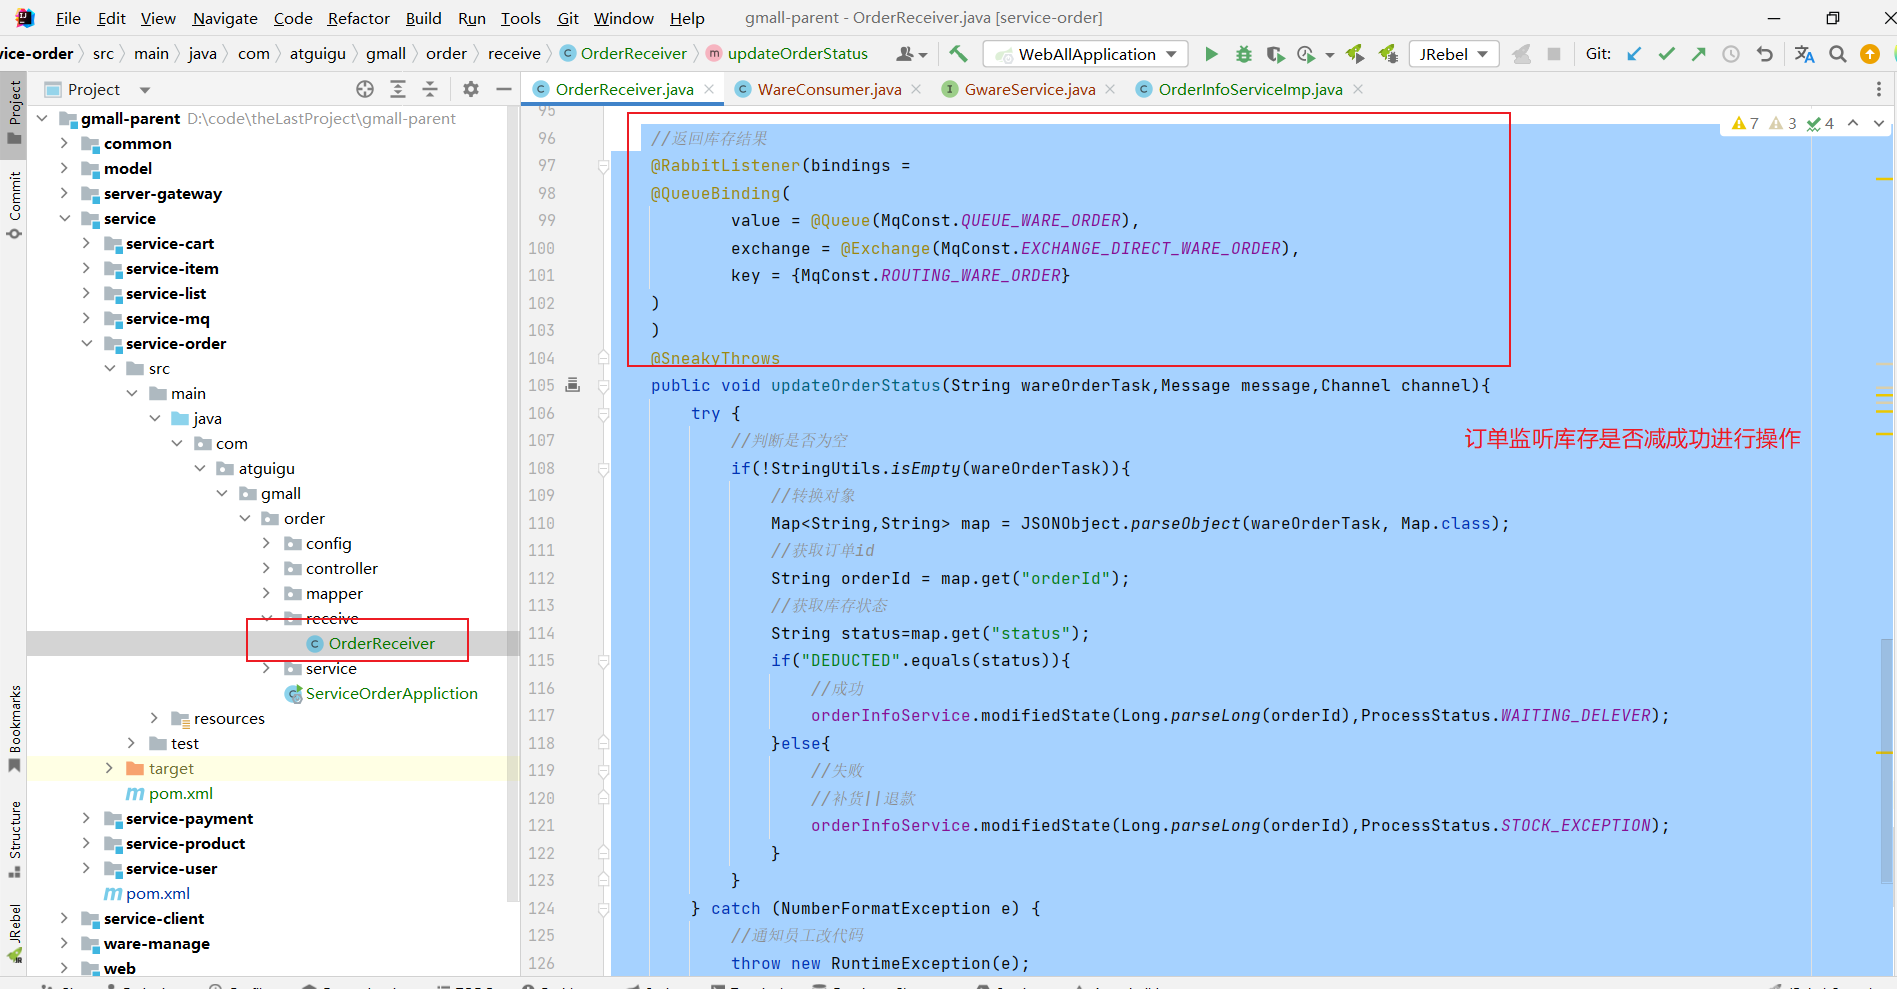 File Edit View Navigate Code Refactor Build Run Tools Git Window Help gmall-parent - OrderReceiver.java [service-order]
vice-order src main java com atguigu gmall order receive OrderReceiver updateOrderStatus WebAllApplication JRebel Git:
Project OrderReceiver.java WareConsumer.java GwareService.java OrderInfoServiceImp.java
Project
Commit
Bookmarks
Structure
JRebel
gmall-parent D:\code\theLastProject\gmall-parent
common
model
server-gateway
service
service-cart
service-item
service-list
service-mq
service-order
src
main
java
com
atguigu
gmall
order
config
controller
mapper
receive
OrderReceiver
service
ServiceOrderAppliction
resources
test
target
pom.xml
service-payment
service-product
service-user
pom.xml
service-client
ware-manage
web
7 3 4
95
96 //返回库存结果
97 @RabbitListener(bindings =
98 @QueueBinding(
99 value = @Queue(MqConst.QUEUE_WARE_ORDER),
100 exchange = @Exchange(MqConst.EXCHANGE_DIRECT_WARE_ORDER),
101 key = {MqConst.ROUTING_WARE_ORDER}
102 )
103 )
104 @SneakyThrows
105 public void updateOrderStatus(String wareOrderTask,Message message,Channel channel){
106 try {
107 //判断是否为空
订单监听库存是否减成功进行操作
108 if(!StringUtils.isEmpty(wareOrderTask)){
109 //转换对象
110 Map<String,String> map = JSONObject.parseObject(wareOrderTask, Map.class);
111 //获取订单id
112 String orderId = map.get("orderId");
113 //获取库存状态
114 String status=map.get("status");
115 if("DEDUCTED".equals(status)){
116 //成功
117 orderInfoService.modifiedState(Long.parseLong(orderId),ProcessStatus.WAITING_DELEVER);
118 }else{
119 //失败
120 //补货||退款
121 orderInfoService.modifiedState(Long.parseLong(orderId),ProcessStatus.STOCK_EXCEPTION);
122 }
123 }
124 } catch (NumberFormatException e) {
125 //通知员工改代码
126 throw new RuntimeException(e);